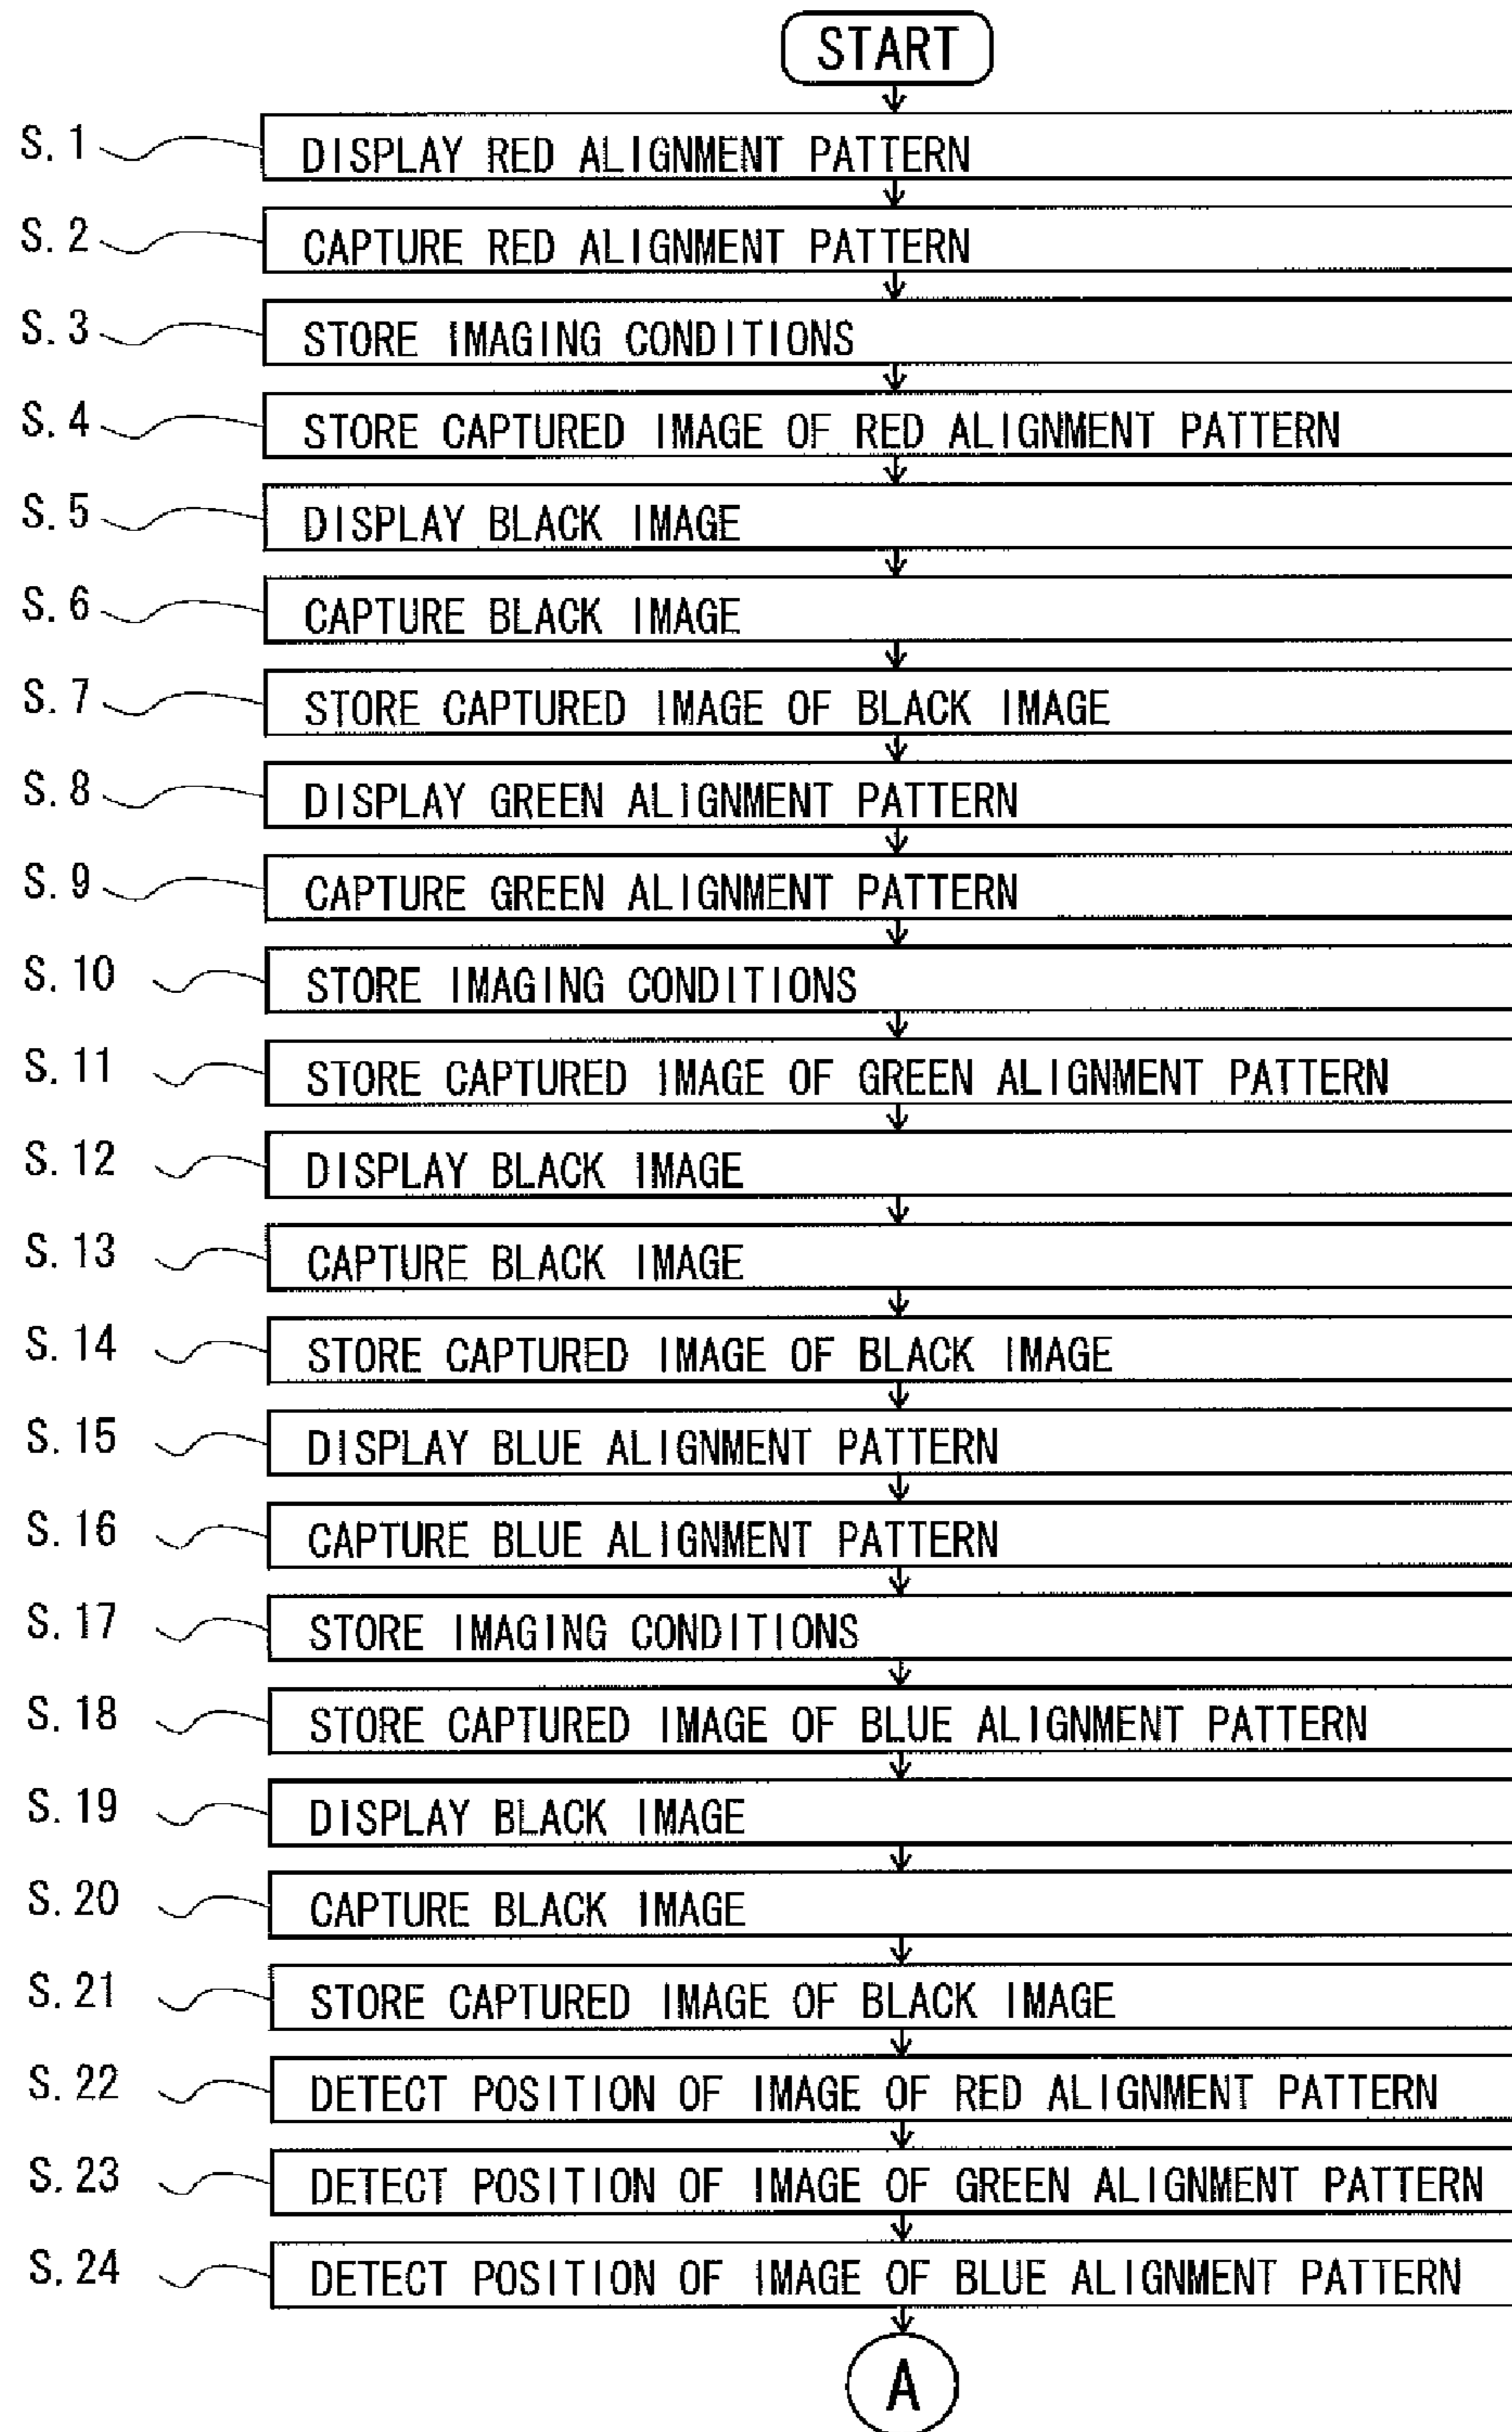 START
S.1 DISPLAY RED ALIGNMENT PATTERN
S.2 CAPTURE RED ALIGNMENT PATTERN
S.3 STORE IMAGING CONDITIONS
S.4 STORE CAPTURED IMAGE OF RED ALIGNMENT PATTERN
S.5 DISPLAY BLACK IMAGE
S.6 CAPTURE BLACK IMAGE
S.7 STORE CAPTURED IMAGE OF BLACK IMAGE
S.8 DISPLAY GREEN ALIGNMENT PATTERN
S.9 CAPTURE GREEN ALIGNMENT PATTERN
S.10 STORE IMAGING CONDITIONS
S.11 STORE CAPTURED IMAGE OF GREEN ALIGNMENT PATTERN
S.12 DISPLAY BLACK IMAGE
S.13 CAPTURE BLACK IMAGE
S.14 STORE CAPTURED IMAGE OF BLACK IMAGE
S.15 DISPLAY BLUE ALIGNMENT PATTERN
S.16 CAPTURE BLUE ALIGNMENT PATTERN
S.17 STORE IMAGING CONDITIONS
S.18 STORE CAPTURED IMAGE OF BLUE ALIGNMENT PATTERN
S.19 DISPLAY BLACK IMAGE
S.20 CAPTURE BLACK IMAGE
S.21 STORE CAPTURED IMAGE OF BLACK IMAGE
S.22 DETECT POSITION OF IMAGE OF RED ALIGNMENT PATTERN
S.23 DETECT POSITION OF IMAGE OF GREEN ALIGNMENT PATTERN
S.24 DETECT POSITION OF IMAGE OF BLUE ALIGNMENT PATTERN
A